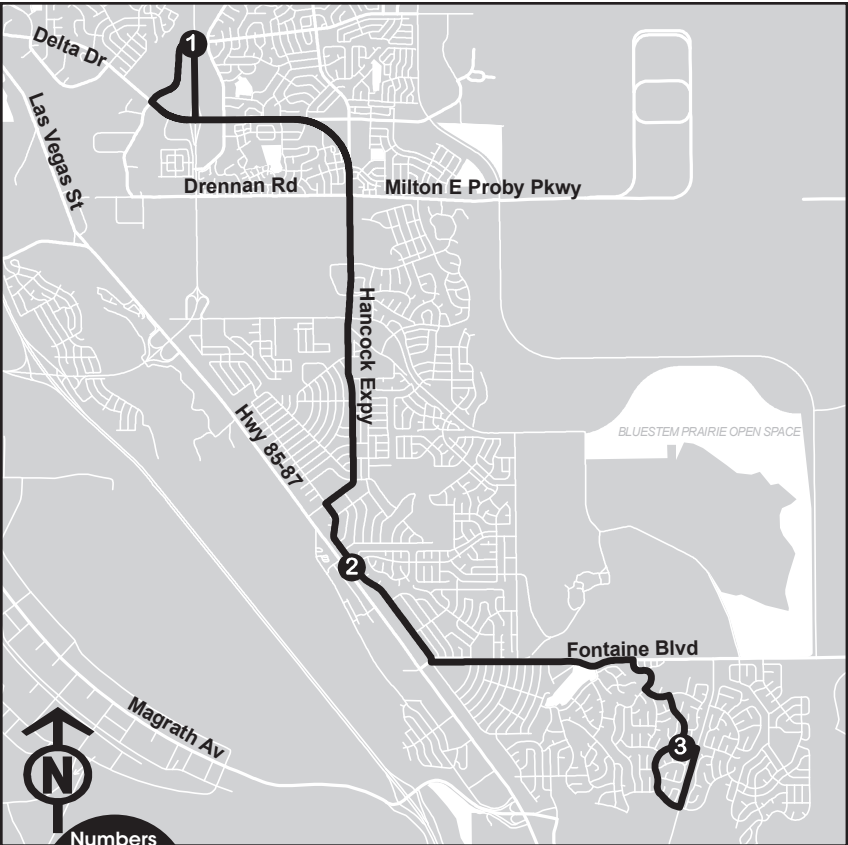 1
Delta Dr
Las Vegas St
Drennan Rd
Milton E Proby Pkwy
Hancock Expy
Hwy 85-87
BLUESTEM PRAIRIE OPEN SPACE
2
Fontaine Blvd
Magrath Av
3
N
Numbers